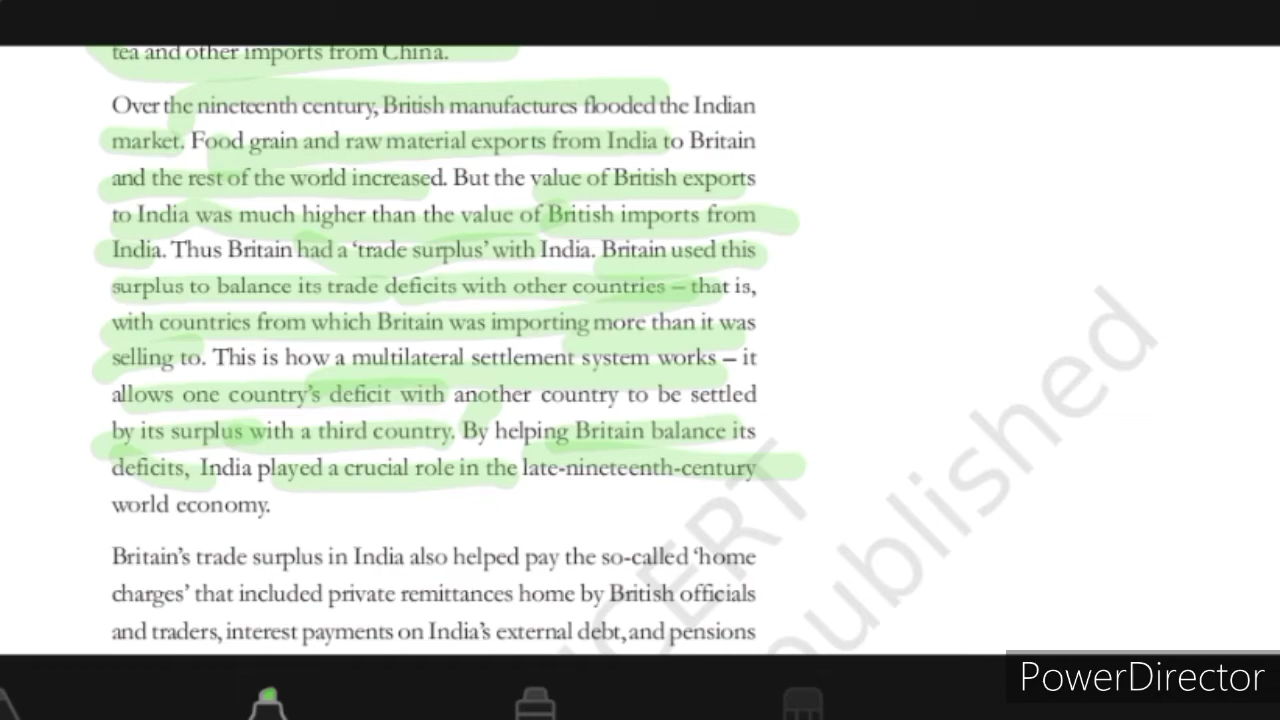 tea and other imports from China.
Over the nineteenth century, British manufactures flooded the Indian
market. Food grain and raw material exports from India to Britain
and the rest of the world increased. But the value of British exports
to India was much higher than the value of British imports from
India. Thus Britain had a ‘trade surplus’ with India. Britain used this
surplus to balance its trade deficits with other countries – that is,
with countries from which Britain was importing more than it was
selling to. This is how a multilateral settlement system works – it
allows one country’s deficit with another country to be settled
by its surplus with a third country. By helping Britain balance its
deficits, India played a crucial role in the late-nineteenth-century
world economy.
Britain’s trade surplus in India also helped pay the so-called ‘home
charges’ that included private remittances home by British officials
and traders, interest payments on India’s external debt, and pensions
CERT
published
PowerDirector